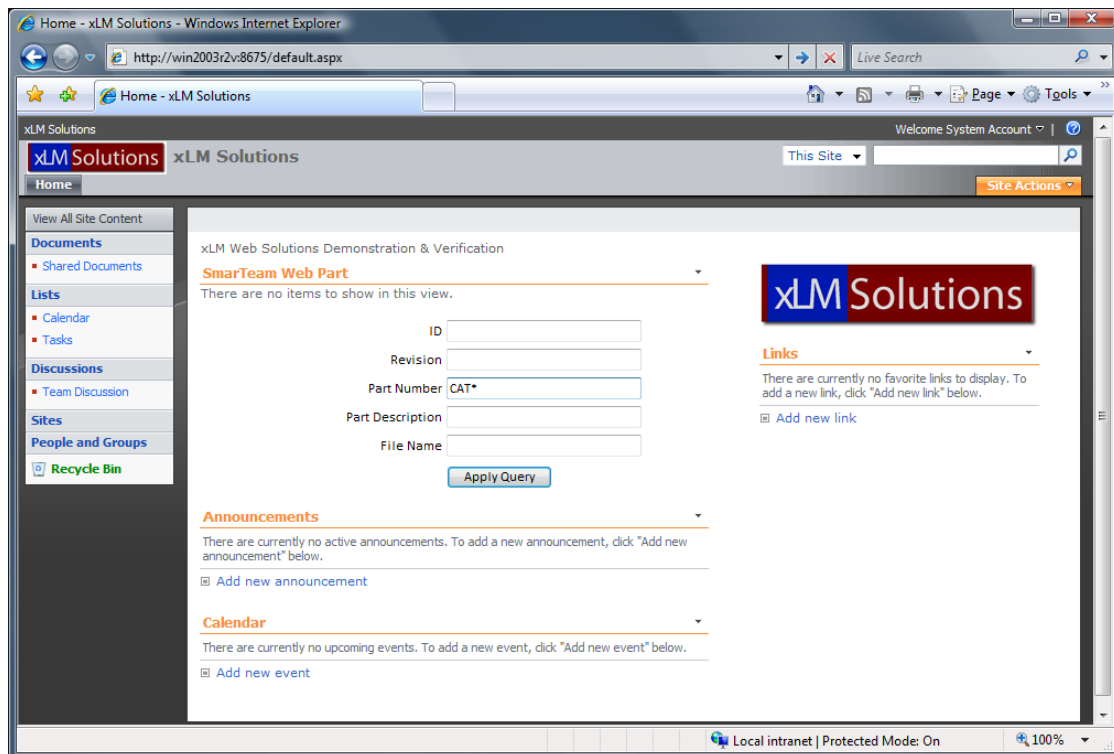 Home - xLM Solutions - Windows Internet Explorer
http://win2003r2v:8675/default.aspx
Live Search
Home - xLM Solutions
Page
Tools
xLM Solutions
Welcome System Account
xLM Solutions
xLM Solutions
This Site
Home
Site Actions
View All Site Content
Documents
Shared Documents
Lists
Calendar
Tasks
Discussions
Team Discussion
Sites
People and Groups
Recycle Bin
xLM Web Solutions Demonstration & Verification
SmarTeam Web Part
There are no items to show in this view.
ID
Revision
Part Number CAT*
Part Description
File Name
Apply Query
Announcements
There are currently no active announcements. To add a new announcement, click "Add new
announcement" below.
Add new announcement
Calendar
There are currently no upcoming events. To add a new event, click "Add new event" below.
Add new event
xLM Solutions
Links
There are currently no favorite links to display. To
add a new link, click "Add new link" below.
Add new link
Local intranet | Protected Mode: On
100%